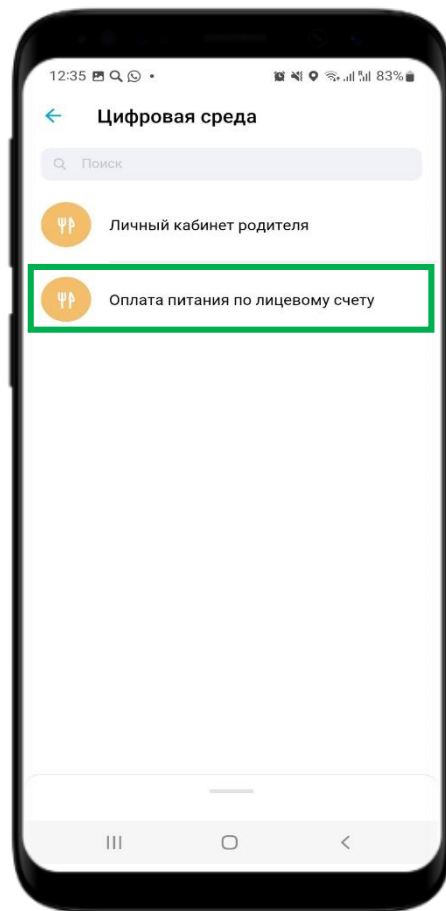 12:35
83%
Цифровая среда
Поиск
Личный кабинет родителя
Оплата питания по лицевому счету